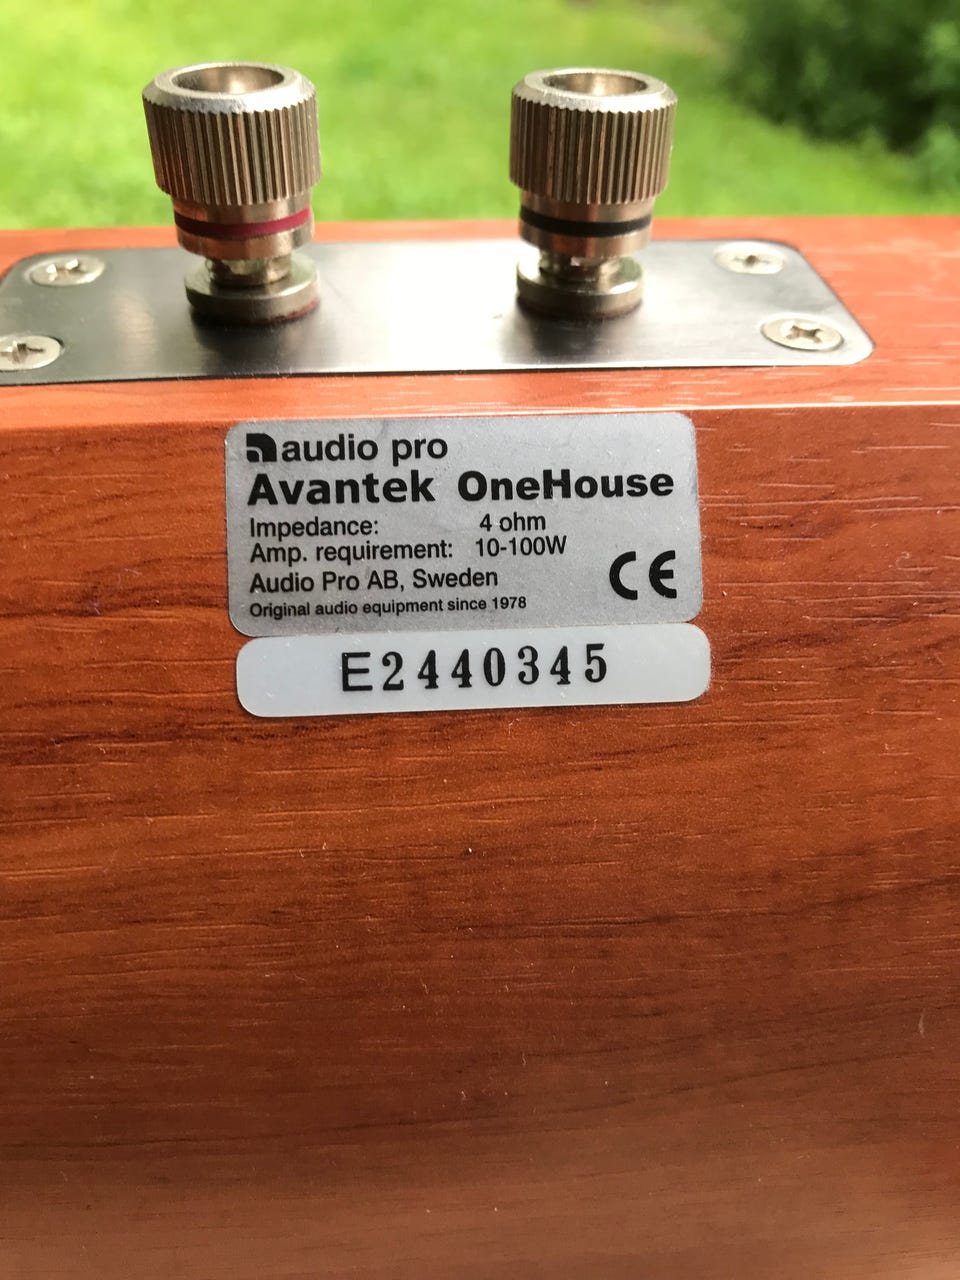 audio pro
Avantek OneHouse
Impedance: 4 ohm
Amp. requirement: 10-100W
Audio Pro AB, Sweden
Original audio equipment since 1978
CE
E2440345